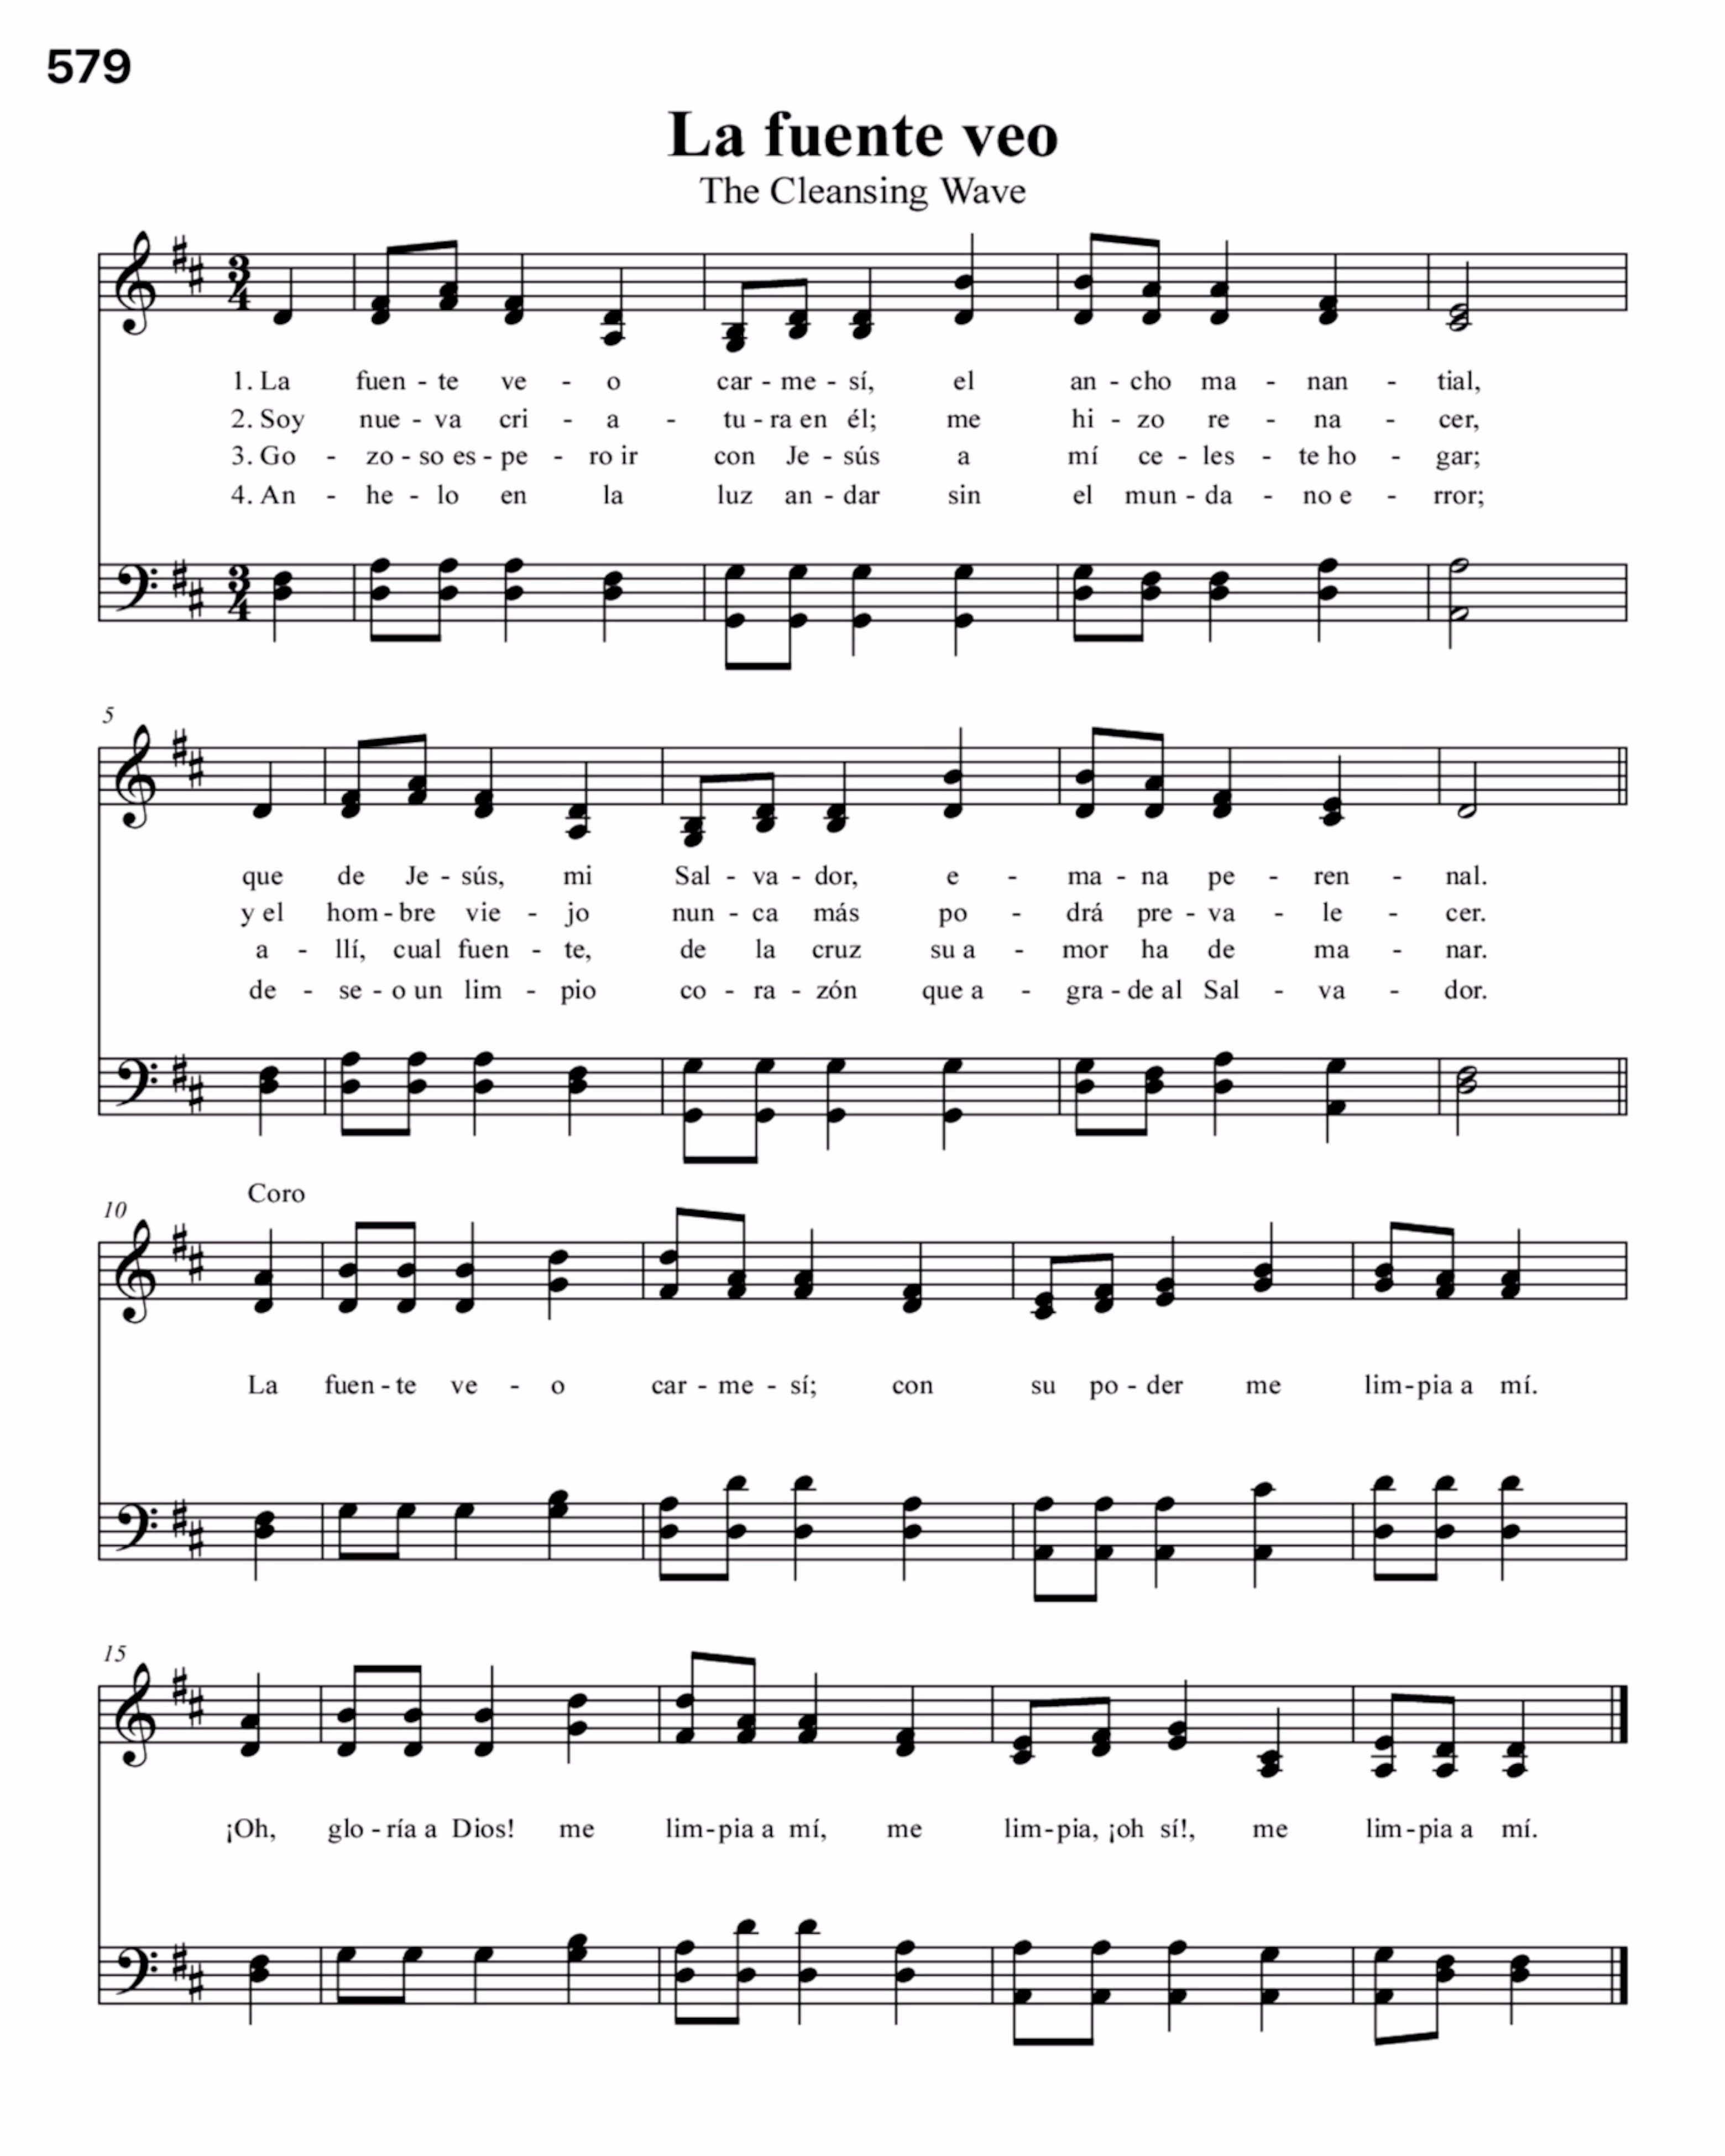 579
La fuente veo
The Cleansing Wave
3 4
1. La fuen - te ve - o car - me - sí, el an - cho ma - nan - tial,
2. Soy nue - va cri - a - tu - ra en él; me hi - zo re - na - cer,
3. Go - zo - so es - pe - ro ir con Je - sús a mí ce - les - te ho - gar;
4. An - he - lo en la luz an - dar sin el mun - da - no e - rror;
3 4
5
que de Je - sús, mi Sal - va - dor, e - ma - na pe - ren - nal.
y el hom - bre vie - jo nun - ca más po - drá pre - va - le - cer.
a - llí, cual fuen - te, de la cruz su a - mor ha de ma - nar.
de - se - o un lim - pio co - ra - zón que a - gra - de al Sal - va - dor.
Coro
10
La fuen - te ve - o car - me - sí; con su po - der me lim - pia a mí.
15
¡Oh, glo - ría a Dios! me lim - pia a mí, me lim - pia, ¡oh sí!, me lim - pia a mí.